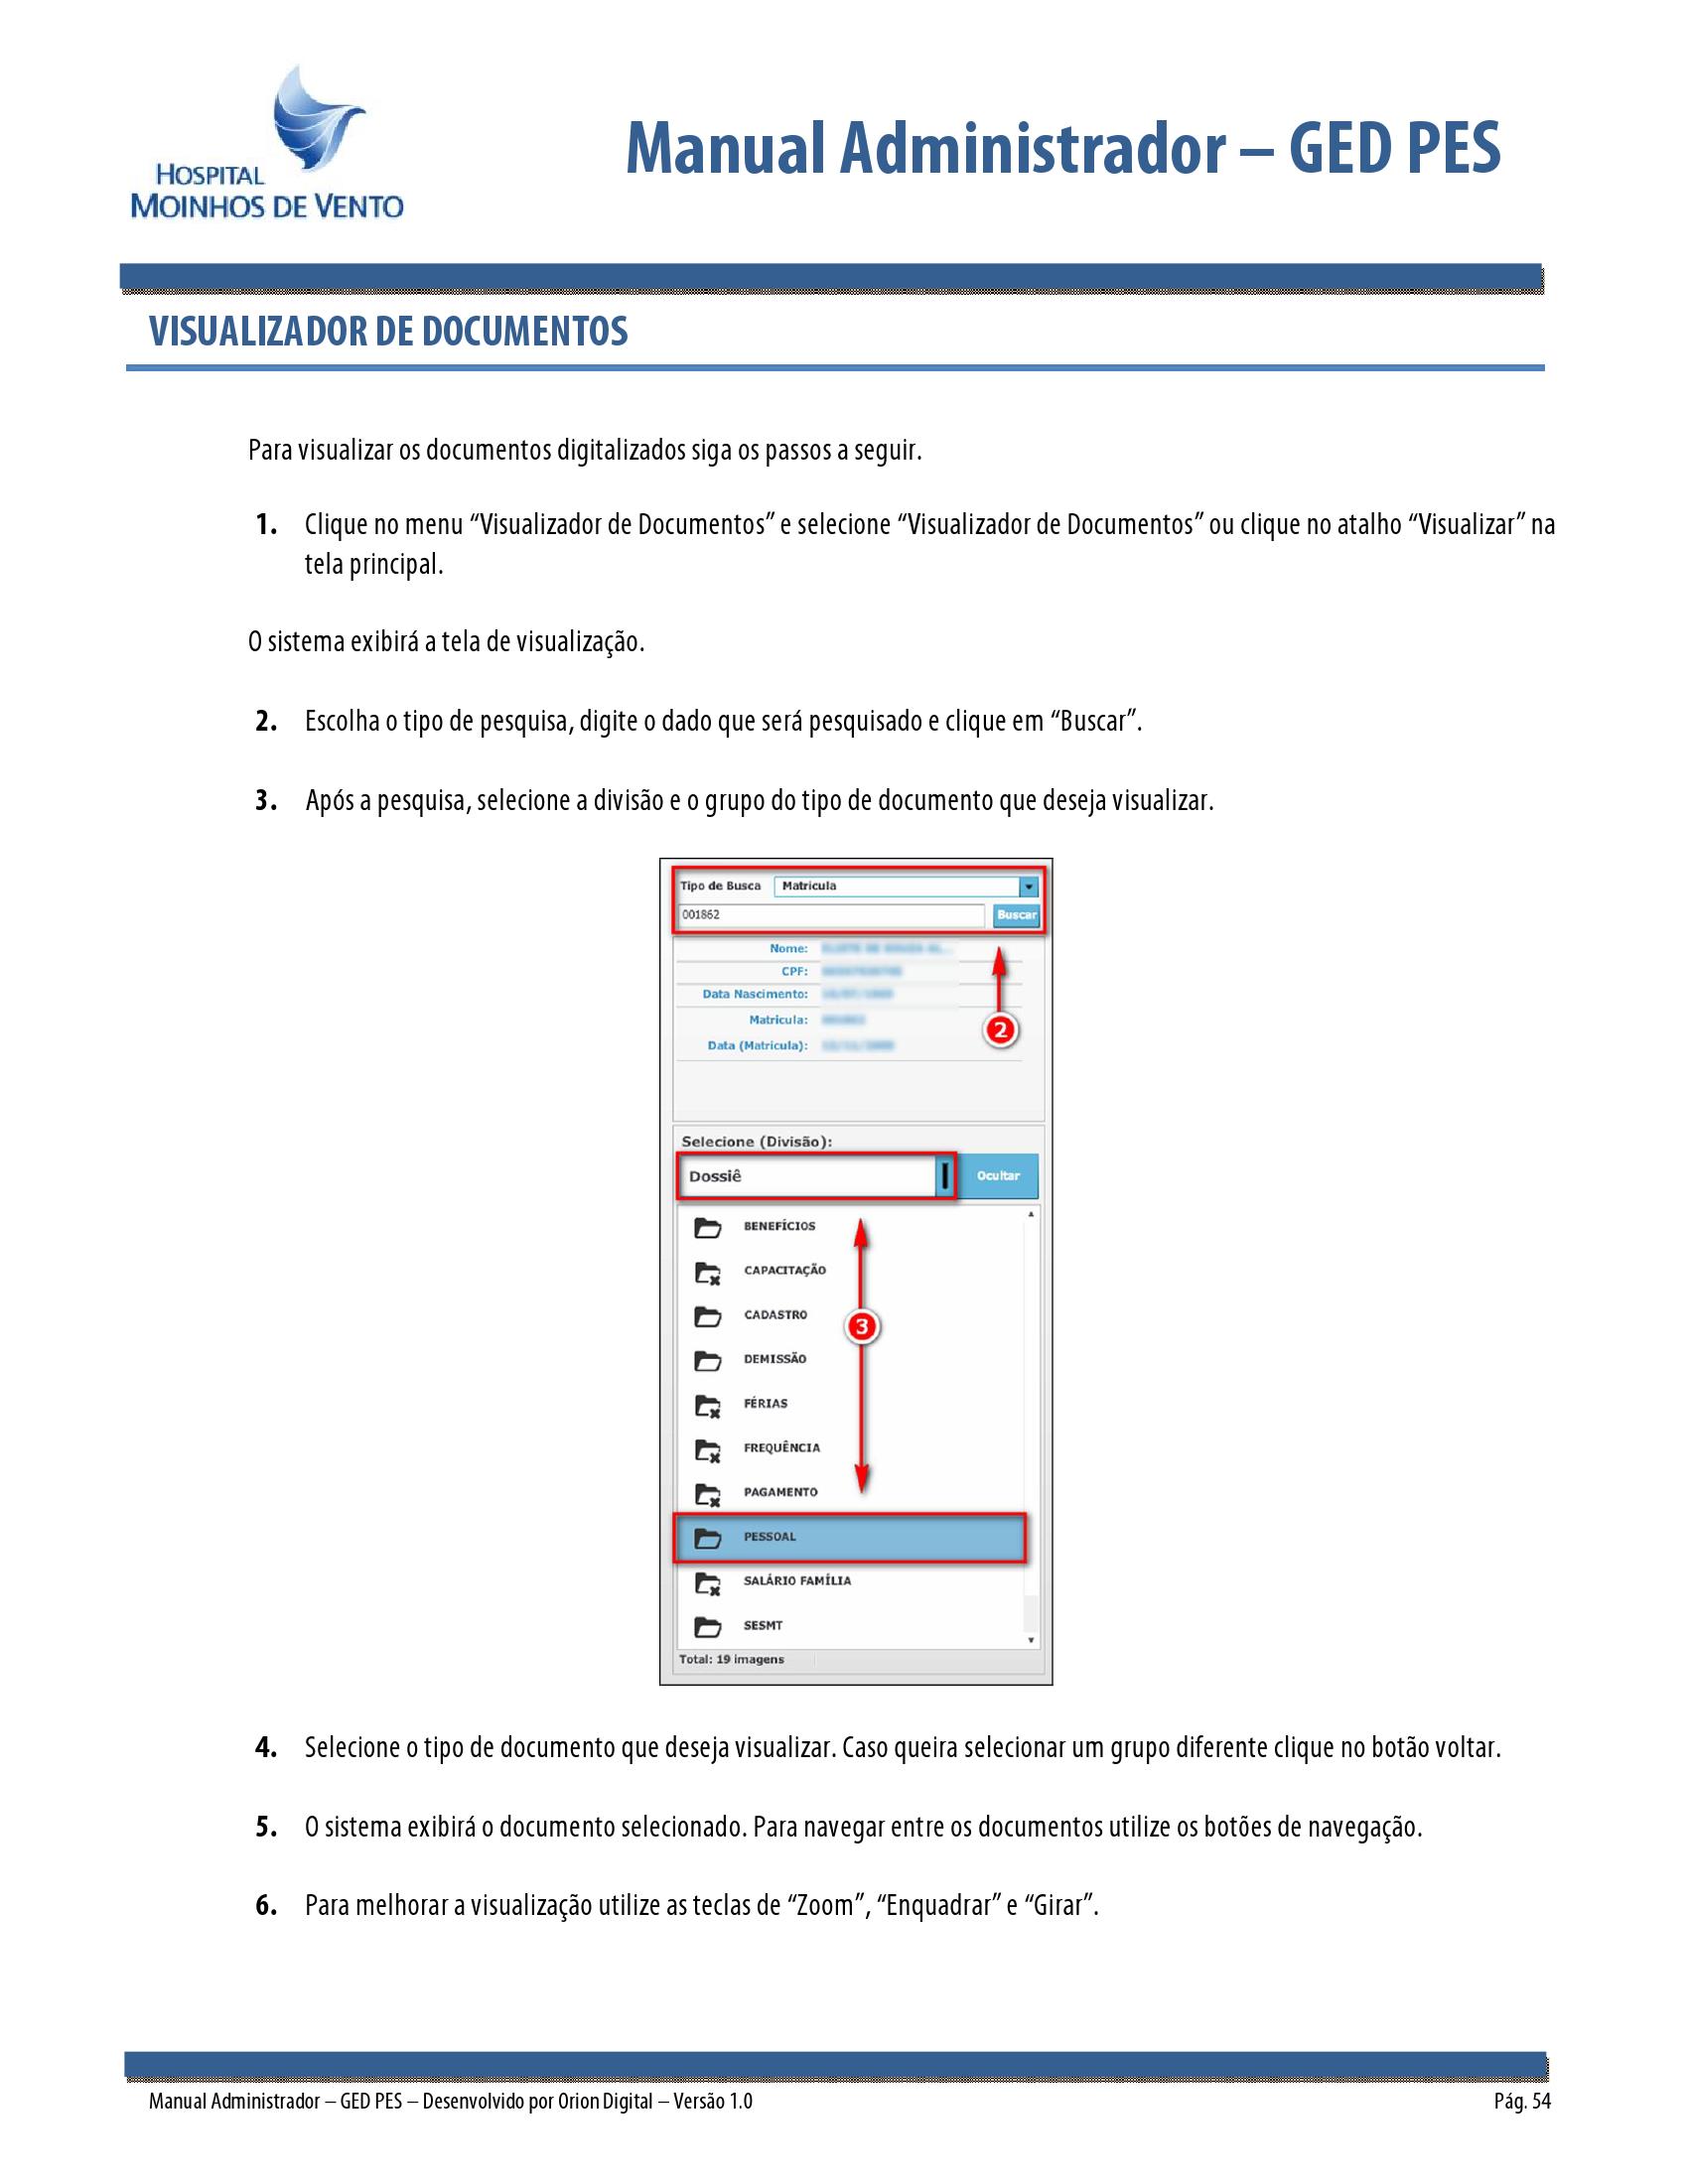 HOSPITAL
MOINHOS DE VENTO
Manual Administrador – GED PES
VISUALIZADOR DE DOCUMENTOS
Para visualizar os documentos digitalizados siga os passos a seguir.
1. Clique no menu “Visualizador de Documentos” e selecione “Visualizador de Documentos” ou clique no atalho “Visualizar” na
tela principal.
O sistema exibirá a tela de visualização.
2. Escolha o tipo de pesquisa, digite o dado que será pesquisado e clique em “Buscar”.
3. Após a pesquisa, selecione a divisão e o grupo do tipo de documento que deseja visualizar.
Tipo de Busca Matricula
001862 Buscar
Nome:
CPF:
Data Nascimento:
Matricula:
2
Data (Matricula):
Selecione (Divisão):
Dossiê Ocultar
BENEFÍCIOS
CAPACITAÇÃO
CADASTRO
3
DEMISSÃO
FÉRIAS
FREQUÊNCIA
PAGAMENTO
PESSOAL
SALÁRIO FAMÍLIA
SESMT
Total: 19 imagens
4. Selecione o tipo de documento que deseja visualizar. Caso queira selecionar um grupo diferente clique no botão voltar.
5. O sistema exibirá o documento selecionado. Para navegar entre os documentos utilize os botões de navegação.
6. Para melhorar a visualização utilize as teclas de “Zoom”, “Enquadrar” e “Girar”.
Manual Administrador – GED PES – Desenvolvido por Orion Digital – Versão 1.0 Pág. 54